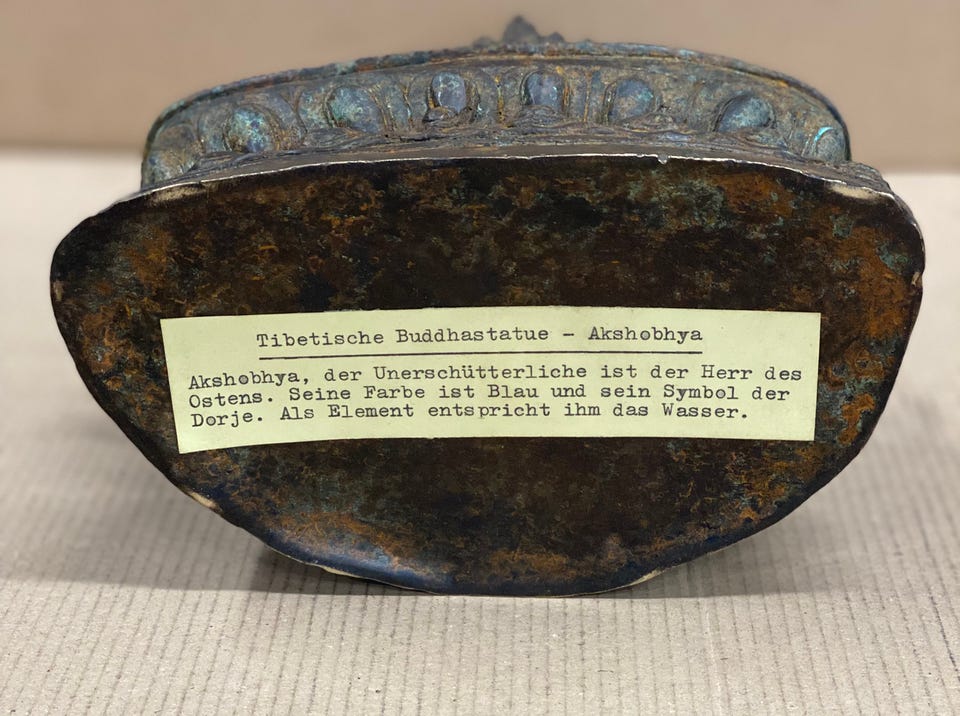 Tibetische Buddhastatue - Akshobhya
Akshobhya, der Unerschütterliche ist der Herr des
Ostens. Seine Farbe ist Blau und sein Symbol der
Dorje. Als Element entspricht ihm das Wasser.